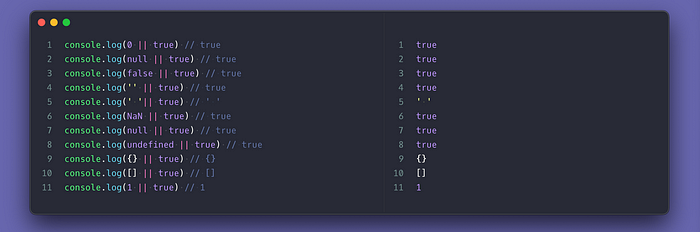 1 console.log(0 || true) // true
2 console.log(null || true) // true
3 console.log(false || true) // true
4 console.log('' || true) // true
5 console.log(' '|| true) // ' '
6 console.log(NaN || true) // true
7 console.log(null || true) // true
8 console.log(undefined || true) // true
9 console.log({} || true) // {}
10 console.log([] || true) // []
11 console.log(1 || true) // 1
1 true
2 true
3 true
4 true
5 ' '
6 true
7 true
8 true
9 {}
10 []
11 1